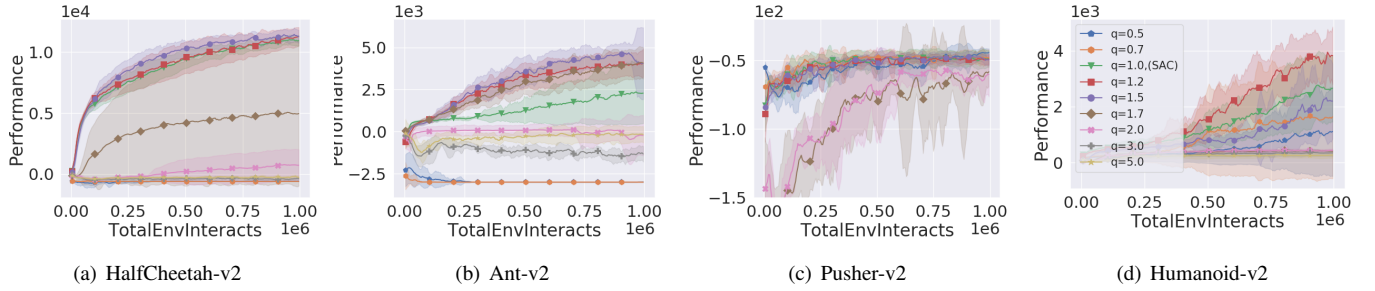 1e4
Performance
1.0
0.5
0.0
0.00 0.25 0.50 0.75 1.00
TotalEnvInteracts
1e6
(a) HalfCheetah-v2
1e3
Performance
5.0
2.5
0.0
−2.5
0.00 0.25 0.50 0.75 1.00
TotalEnvInteracts
1e6
(b) Ant-v2
1e2
Performance
−0.5
−1.0
−1.5
0.00 0.25 0.50 0.75 1.00
TotalEnvInteracts
1e6
(c) Pusher-v2
1e3
Performance
4
2
0
q=0.5
q=0.7
q=1.0,(SAC)
q=1.2
q=1.5
q=1.7
q=2.0
q=3.0
q=5.0
0.00 0.25 0.50 0.75 1.00
TotalEnvInteracts
1e6
(d) Humanoid-v2